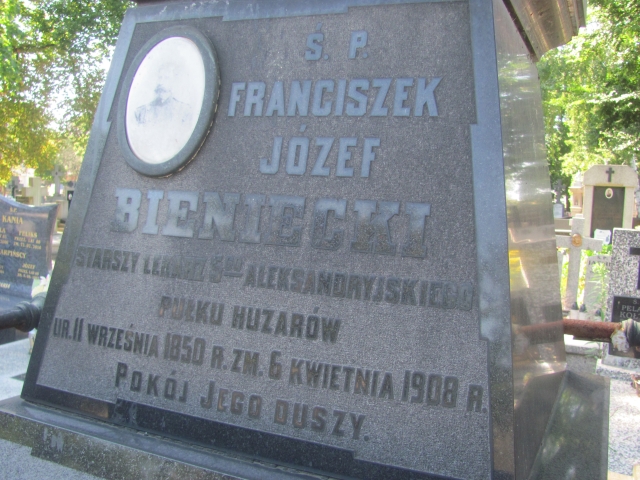 Ś. P.
FRANCISZEK
JÓZEF
BIENIECKI
STARSZY LEKARZ 5GO ALEKSANDRYJSKIEGO
PUŁKU HUZARÓW
UR. 11 WRZEŚNIA 1850 R. ZM. 6 KWIETNIA 1908 R.
POKÓJ JEGO DUSZY.
KANIA